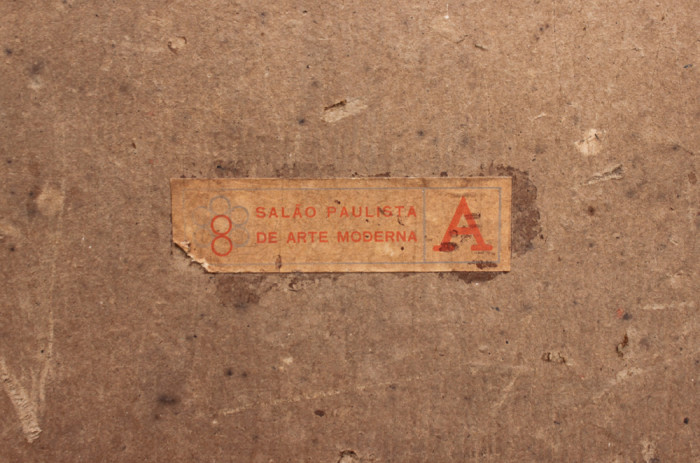 8 SALÃO PAULISTA
DE ARTE MODERNA
A